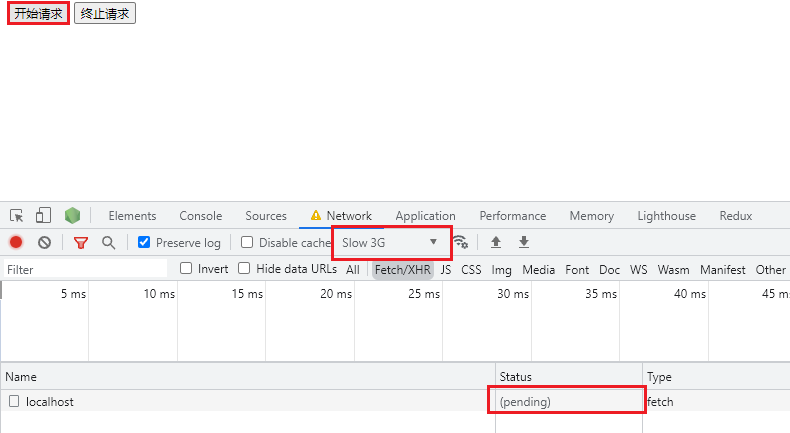 开始请求 终止请求
Elements Console Sources Network Application Performance Memory Lighthouse Redux
Preserve log Disable cache Slow 3G
Filter Invert Hide data URLs All Fetch/XHR JS CSS Img Media Font Doc WS Wasm Manifest Other
5 ms 10 ms 15 ms 20 ms 25 ms 30 ms 35 ms 40 ms 45 ms
Name Status Type
localhost (pending) fetch